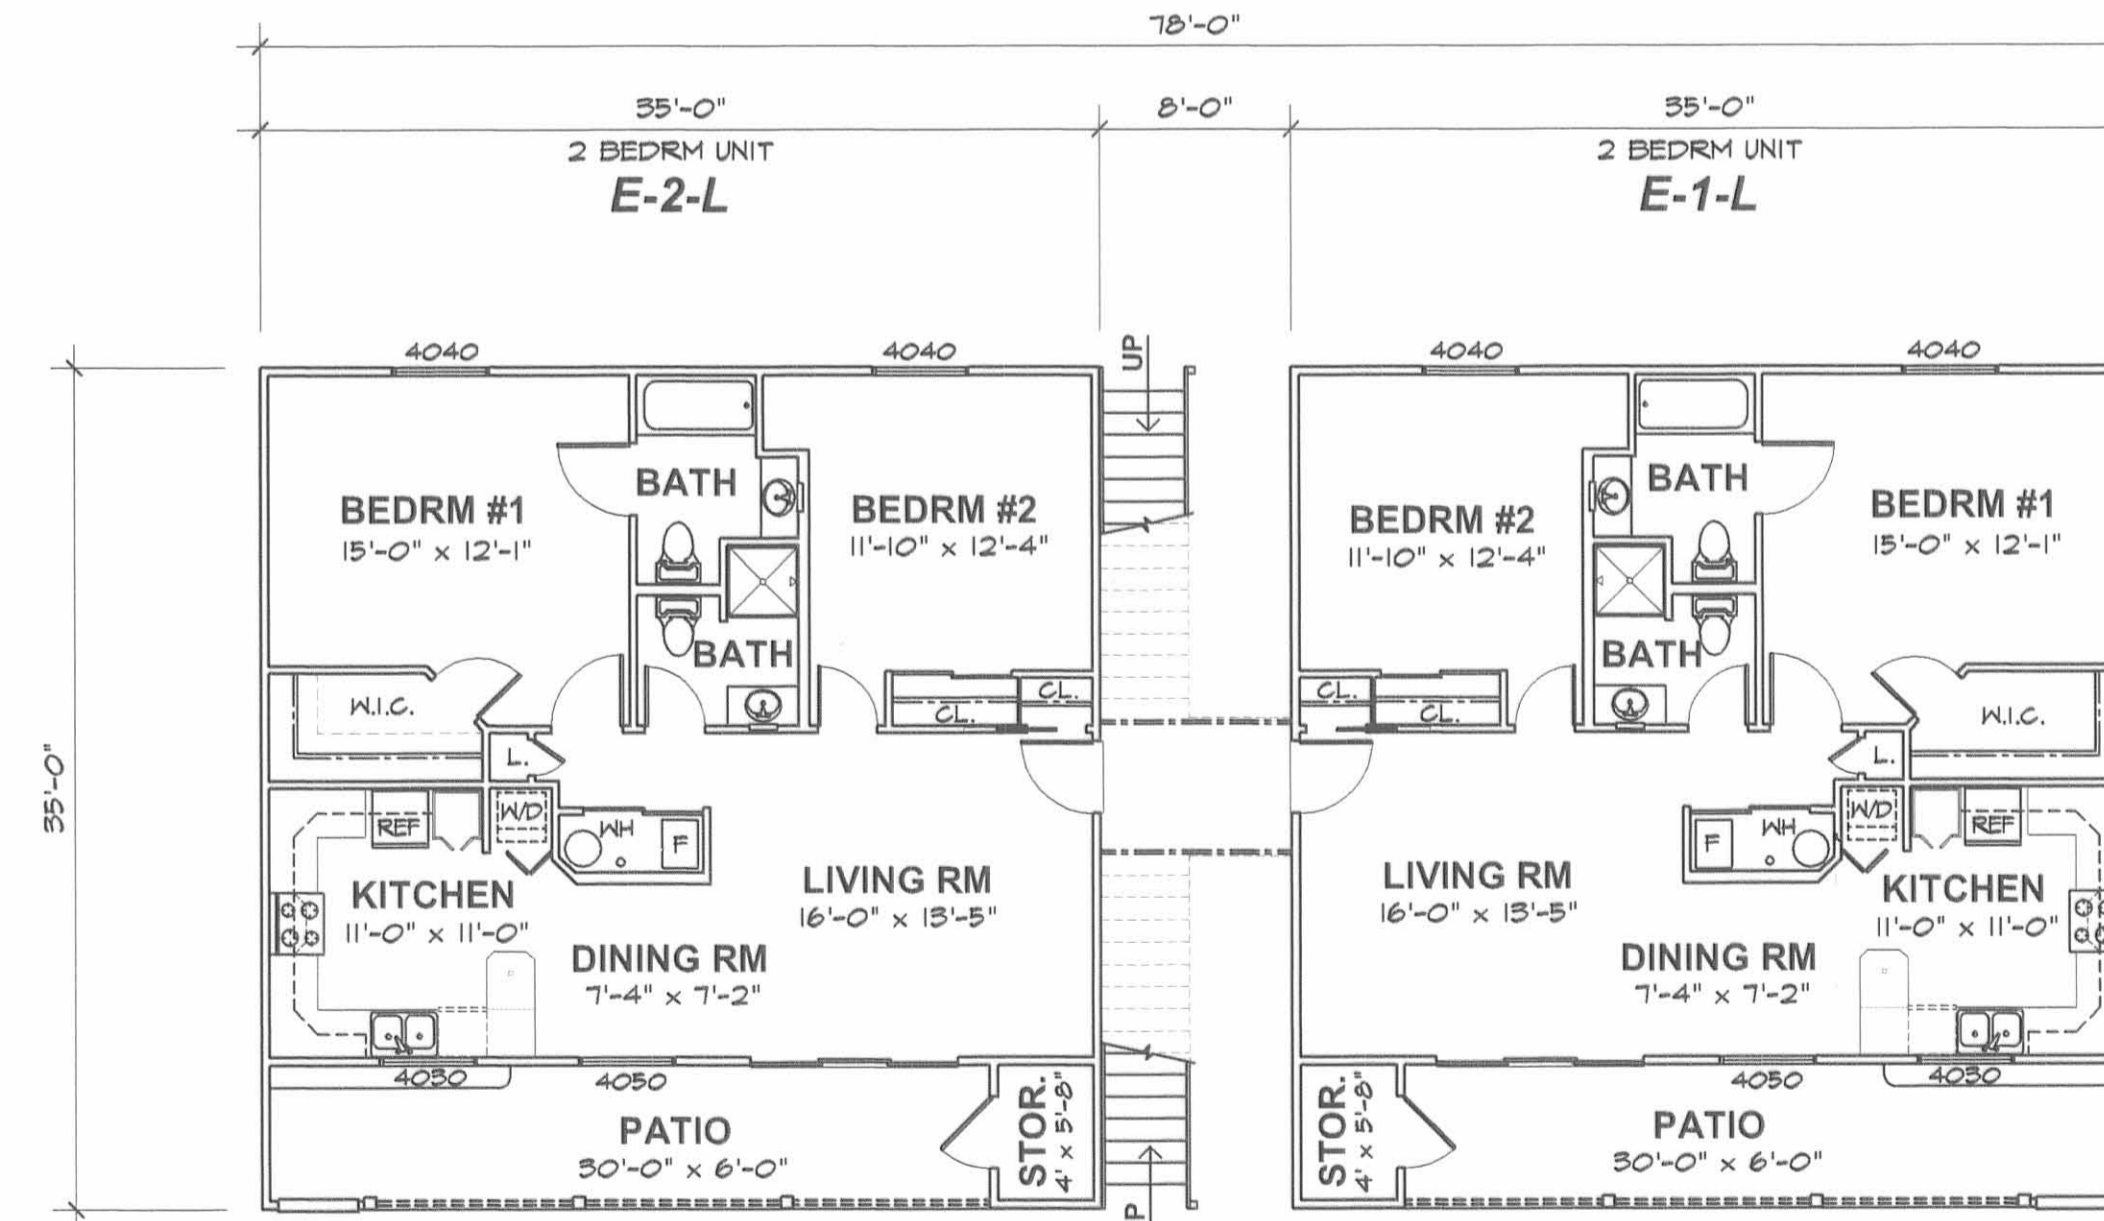 78'-0"
35'-0"
8'-0"
35'-0"
2 BEDRM UNIT
E-2-L
2 BEDRM UNIT
E-1-L
4040
4040
UP
4040
4040
BEDRM #1
15'-0" x 12'-1"
BATH
BEDRM #2
11'-10" x 12'-4"
BEDRM #2
11'-10" x 12'-4"
BATH
BEDRM #1
15'-0" x 12'-1"
BATH
BATH
W.I.C.
CL.
CL.
CL.
CL.
W.I.C.
L.
L.
35'-0"
REF
W/D
WH
F
F
WH
W/D
REF
KITCHEN
11'-0" x 11'-0"
LIVING RM
16'-0" x 13'-5"
LIVING RM
16'-0" x 13'-5"
KITCHEN
11'-0" x 11'-0"
DINING RM
7'-4" x 7'-2"
DINING RM
7'-4" x 7'-2"
4030
4050
4050
4030
PATIO
30'-0" x 6'-0"
STOR.
4' x 5'-8"
STOR.
4' x 5'-8"
PATIO
30'-0" x 6'-0"
P